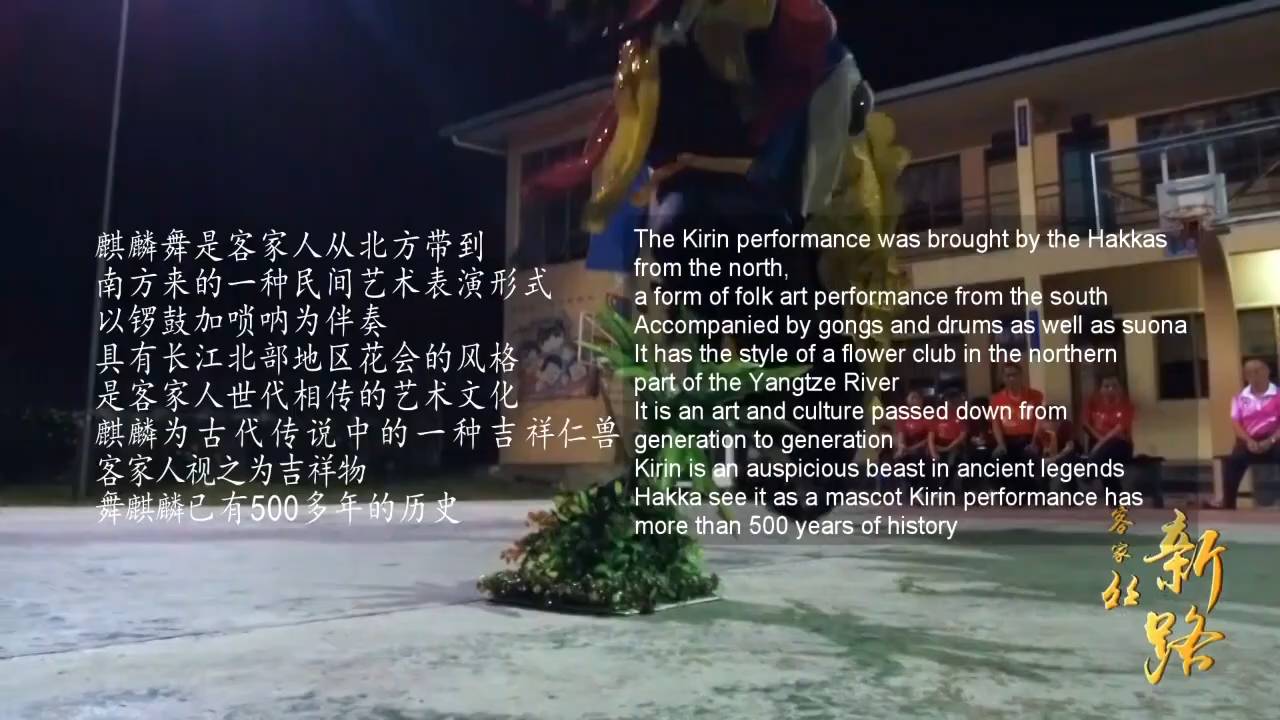 麒麟舞是客家人从北方带到
南方来的一种民间艺术表演形式
以锣鼓加唢呐为伴奏
具有长江北部地区花会的风格
是客家人世代相传的艺术文化
麒麟为古代传说中的一种吉祥仁兽
客家人视之为吉祥物
舞麒麟已有500多年的历史
The Kirin performance was brought by the Hakkas
from the north,
a form of folk art performance from the south
Accompanied by gongs and drums as well as suona
It has the style of a flower club in the northern
part of the Yangtze River
It is an art and culture passed down from
generation to generation
Kirin is an auspicious beast in ancient legends
Hakka see it as a mascot Kirin performance has
more than 500 years of history
客家
新丝路